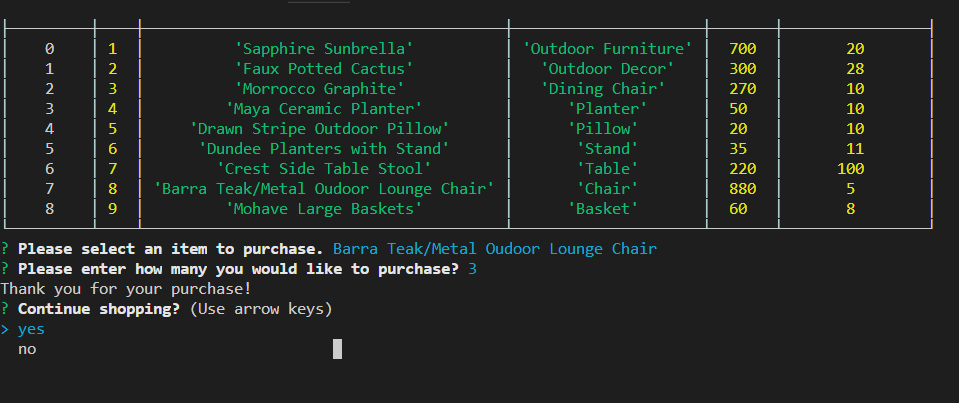 0 1 'Sapphire Sunbrella' 'Outdoor Furniture' 700 20
1 2 'Faux Potted Cactus' 'Outdoor Decor' 300 28
2 3 'Morrocco Graphite' 'Dining Chair' 270 10
3 4 'Maya Ceramic Planter' 'Planter' 50 10
4 5 'Drawn Stripe Outdoor Pillow' 'Pillow' 20 10
5 6 'Dundee Planters with Stand' 'Stand' 35 11
6 7 'Crest Side Table Stool' 'Table' 220 100
7 8 'Barra Teak/Metal Oudoor Lounge Chair' 'Chair' 880 5
8 9 'Mohave Large Baskets' 'Basket' 60 8
? Please select an item to purchase. Barra Teak/Metal Oudoor Lounge Chair
? Please enter how many you would like to purchase? 3
Thank you for your purchase!
? Continue shopping? (Use arrow keys)
> yes
no